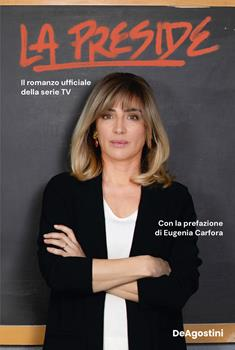 LA PRESIDE
Il romanzo ufficiale
della serie TV
Con la prefazione
di Eugenia Carfora
DeAgostini